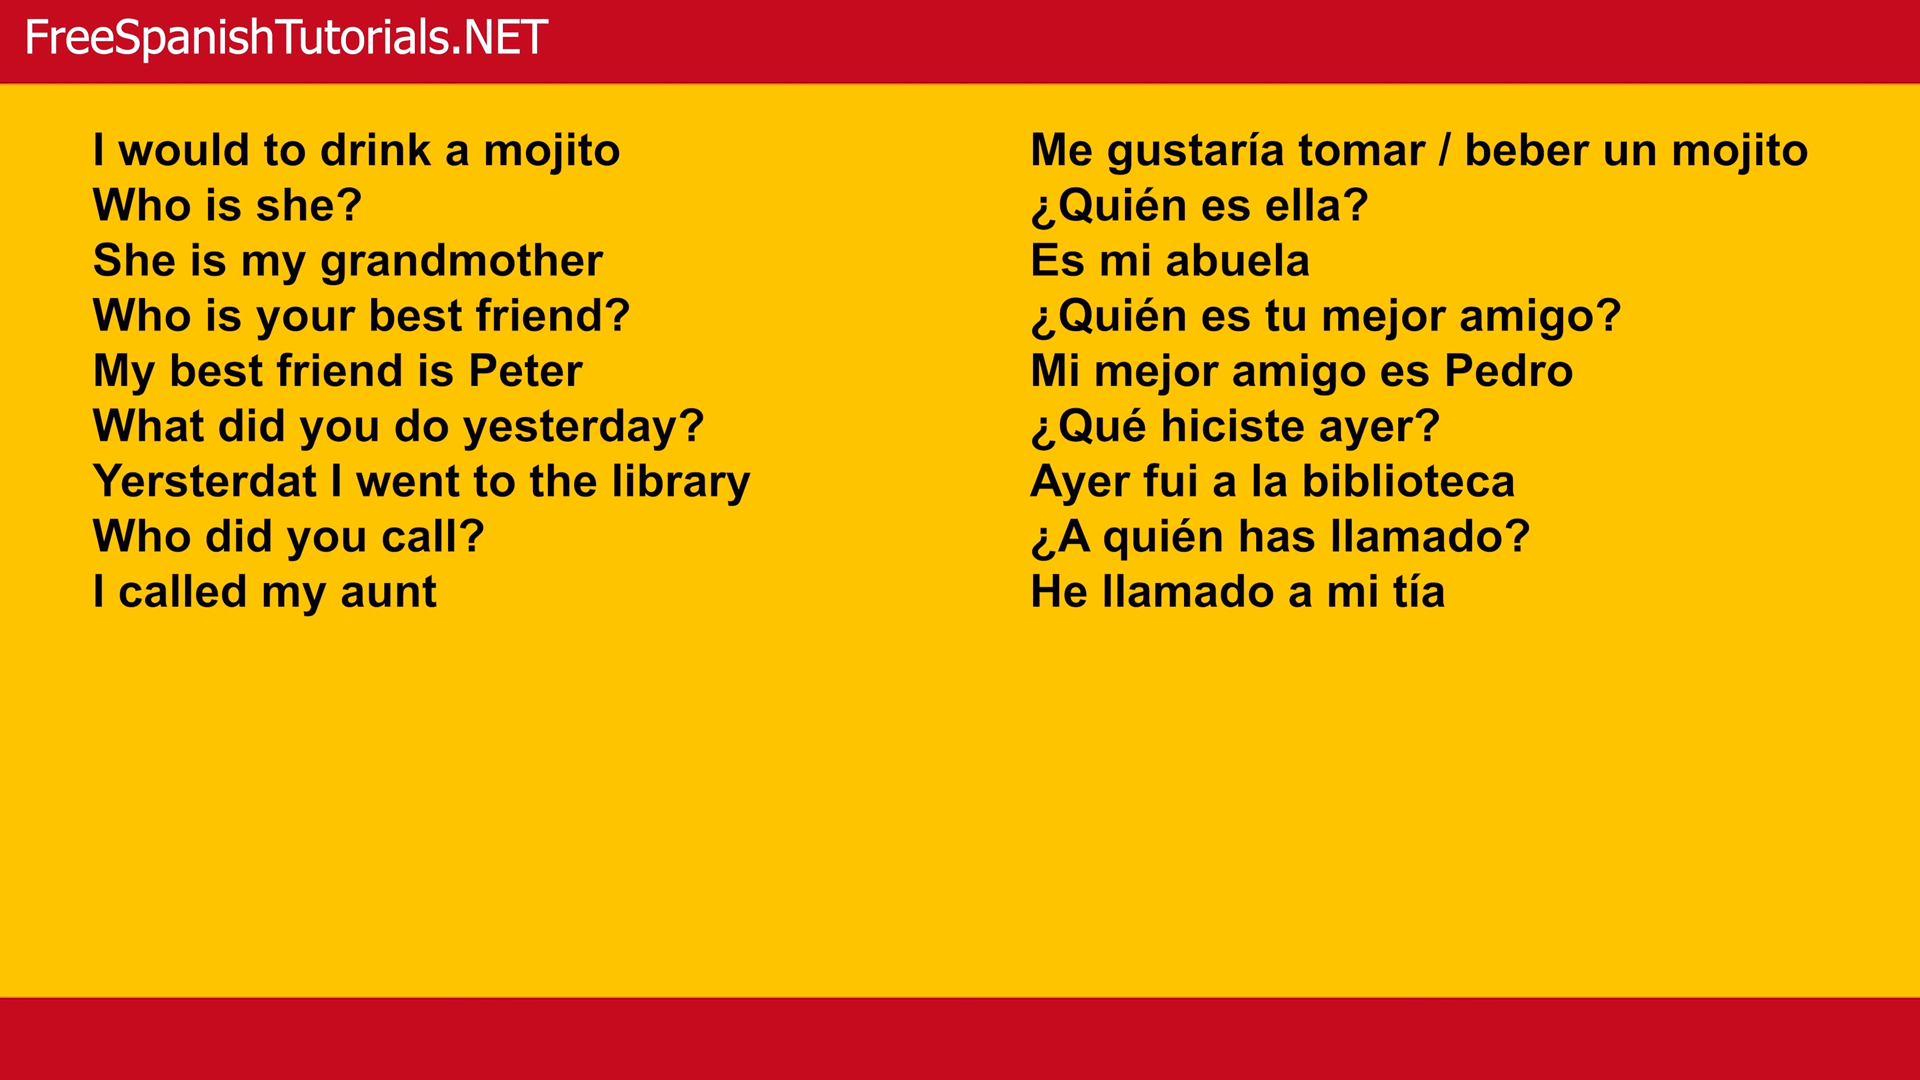 FreeSpanishTutorials.NET
I would to drink a mojito
Who is she?
She is my grandmother
Who is your best friend?
My best friend is Peter
What did you do yesterday?
Yersterdat I went to the library
Who did you call?
I called my aunt
Me gustaría tomar / beber un mojito
¿Quién es ella?
Es mi abuela
¿Quién es tu mejor amigo?
Mi mejor amigo es Pedro
¿Qué hiciste ayer?
Ayer fui a la biblioteca
¿A quién has llamado?
He llamado a mi tía